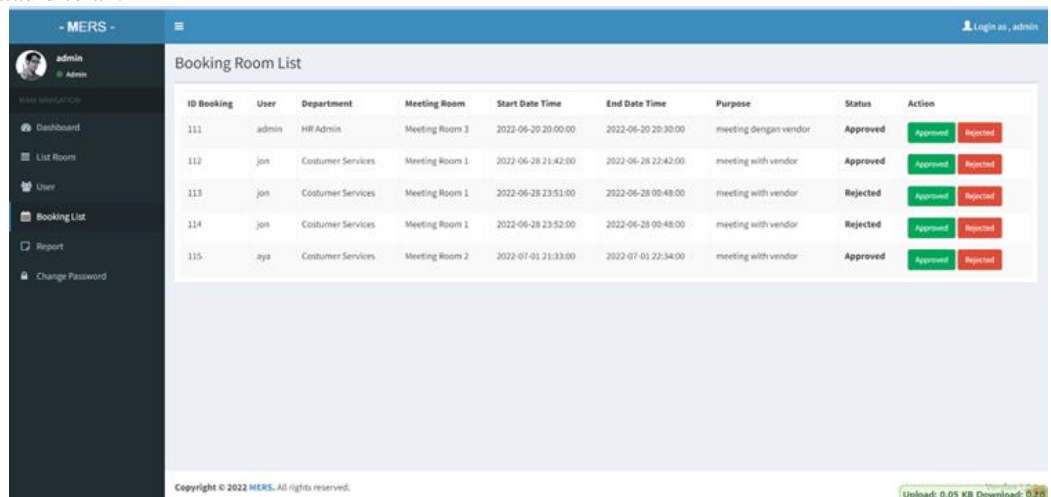 - MERS -
Login as , admin
admin
Admin
MAIN NAVIGATION
Dashboard
List Room
User
Booking List
Report
Change Password
Booking Room List
ID Booking User Department Meeting Room Start Date Time End Date Time Purpose Status Action
111 admin HR Admin Meeting Room 3 2022-06-20 20:00:00 2022-06-20 20:30:00 meeting dengan vendor Approved Approved Rejected
112 jon Costumer Services Meeting Room 1 2022-06-28 21:42:00 2022-06-28 22:42:00 meeting with vendor Approved Approved Rejected
113 jon Costumer Services Meeting Room 1 2022-06-28 23:51:00 2022-06-28 00:48:00 meeting with vendor Rejected Approved Rejected
114 jon Costumer Services Meeting Room 1 2022-06-28 23:52:00 2022-06-28 00:48:00 meeting with vendor Rejected Approved Rejected
115 aya Costumer Services Meeting Room 2 2022-07-01 21:33:00 2022-07-01 22:34:00 meeting with vendor Approved Approved Rejected
Copyright © 2022 MERS. All rights reserved.
Upload: 0.05 KB Download: